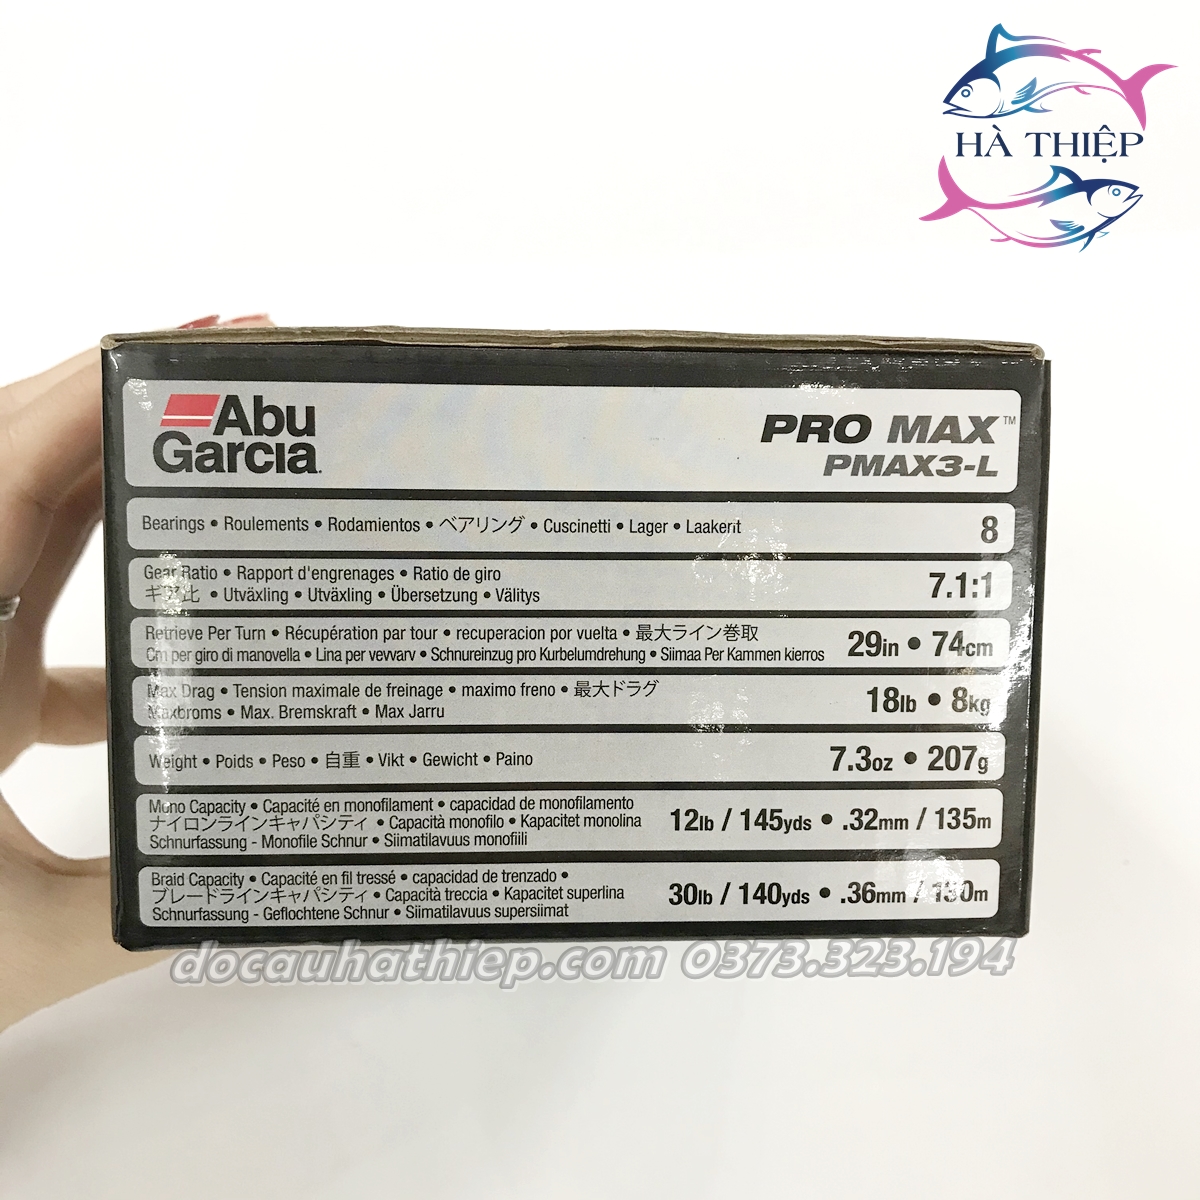 HÀ THIỆP
Abu
Garcia
PRO MAX™
PMAX3-L
Bearings • Roulements • Rodamientos • ベアリング • Cuscinetti • Lager • Laakerit
8
Gear Ratio • Rapport d'engrenages • Ratio de giro
ギア比 • Utväxling • Utväxling • Übersetzung • Välitys
7.1:1
Retrieve Per Turn • Récupération par tour • recuperacion por vuelta • 最大ライン巻取
Cm per giro di manovella • Lina per vevvarv • Schnureinzug pro Kurbelumdrehung • Siimaa Per Kammen kierros
29in • 74cm
Max Drag • Tension maximale de freinage • maximo freno • 最大ドラグ
Maxbroms • Max. Bremskraft • Max Jarru
18lb • 8kg
Weight • Poids • Peso • 自重 • Vikt • Gewicht • Paino
7.3oz • 207g
Mono Capacity • Capacité en monofilament • capacidad de monofilamento
ナイロンラインキャパシティ • Capacità monofilo • Kapacitet monolina
Schnurfassung - Monofile Schnur • Siimatilavuus monofiili
12lb / 145yds • .32mm / 135m
Braid Capacity • Capacité en fil tressé • capacidad de trenzado •
ブレードラインキャパシティ • Capacità treccia • Kapacitet superlina
Schnurfassung - Geflochtene Schnur • Siimatilavuus supersiimat
30lb / 140yds • .36mm / 130m
docauhathiep.com 0373.323.194